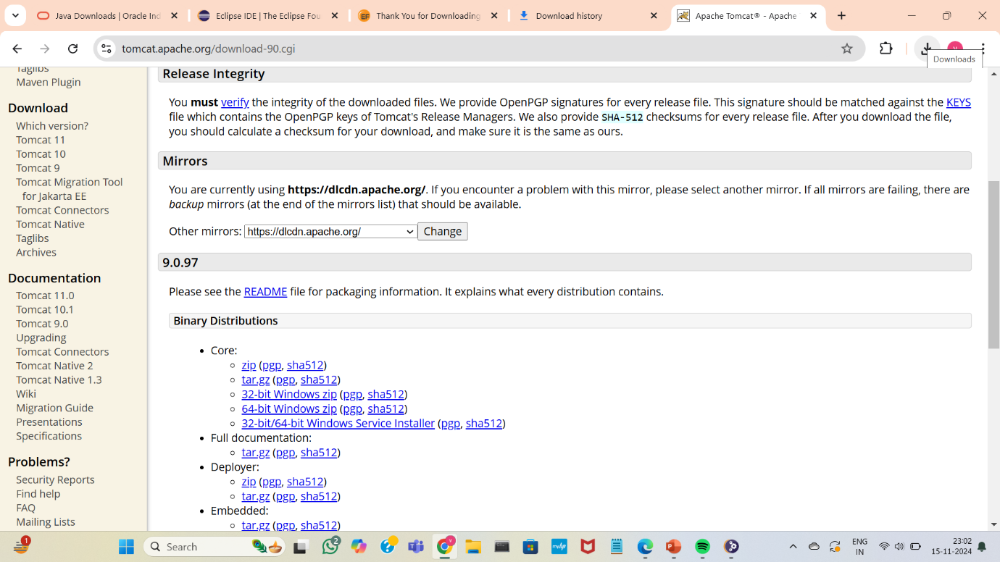 Java Downloads | Oracle Ind
Eclipse IDE | The Eclipse Fou
Thank You for Downloading
Download history
Apache Tomcat® - Apache
tomcat.apache.org/download-90.cgi
Downloads
Taglibs
Maven Plugin
Download
Which version?
Tomcat 11
Tomcat 10
Tomcat 9
Tomcat Migration Tool
for Jakarta EE
Tomcat Connectors
Tomcat Native
Taglibs
Archives
Documentation
Tomcat 11.0
Tomcat 10.1
Tomcat 9.0
Upgrading
Tomcat Connectors
Tomcat Native 2
Tomcat Native 1.3
Wiki
Migration Guide
Presentations
Specifications
Problems?
Security Reports
Find help
FAQ
Mailing Lists
Release Integrity
You must verify the integrity of the downloaded files. We provide OpenPGP signatures for every release file. This signature should be matched against the KEYS
file which contains the OpenPGP keys of Tomcat's Release Managers. We also provide SHA-512 checksums for every release file. After you download the file,
you should calculate a checksum for your download, and make sure it is the same as ours.
Mirrors
You are currently using https://dlcdn.apache.org/. If you encounter a problem with this mirror, please select another mirror. If all mirrors are failing, there are
backup mirrors (at the end of the mirrors list) that should be available.
Other mirrors: https://dlcdn.apache.org/ Change
9.0.97
Please see the README file for packaging information. It explains what every distribution contains.
Binary Distributions
• Core:
◦ zip (pgp, sha512)
◦ tar.gz (pgp, sha512)
◦ 32-bit Windows zip (pgp, sha512)
◦ 64-bit Windows zip (pgp, sha512)
◦ 32-bit/64-bit Windows Service Installer (pgp, sha512)
• Full documentation:
◦ tar.gz (pgp, sha512)
• Deployer:
◦ zip (pgp, sha512)
◦ tar.gz (pgp, sha512)
• Embedded:
◦ tar.gz (pgp, sha512)
1
Search
2
ENG
IN
23:02
15-11-2024